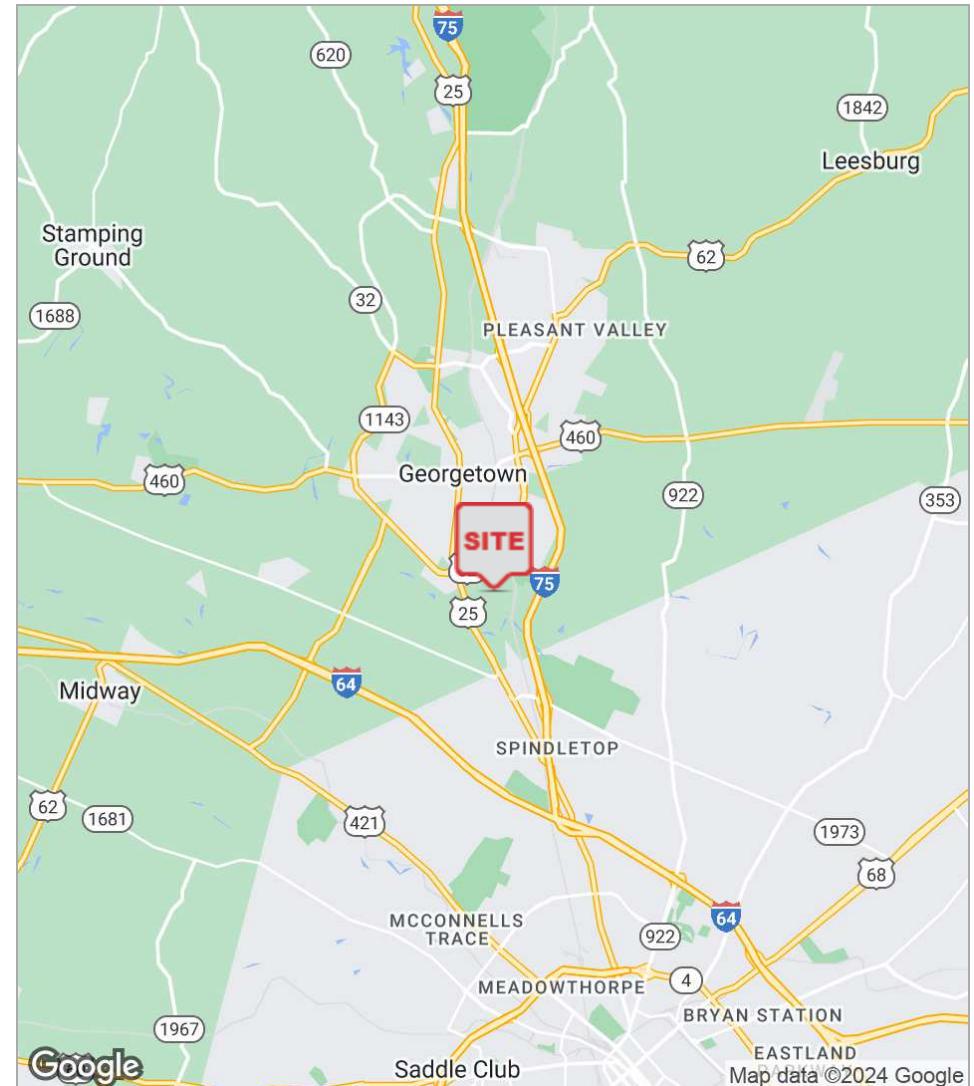 75
620
25
1842
Leesburg
Stamping
Ground
62
32
1688
PLEASANT VALLEY
1143
460
460
Georgetown
922
353
SITE
75
25
64
Midway
SPINDLETOP
62
1681
421
1973
68
MCCONNELLS
TRACE
64
922
4
MEADOWTHORPE
BRYAN STATION
1967
EASTLAND
Google
Saddle Club
Map data ©2024 Google